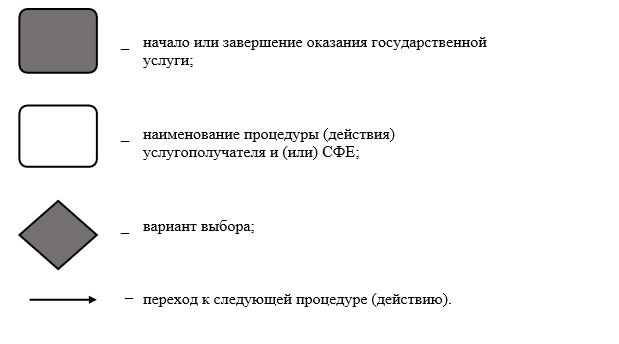 _ начало или завершение оказания государственной
услуги;
_ наименование процедуры (действия)
услугополучателя и (или) СФЕ;
_ вариант выбора;
– переход к следующей процедуре (действию).